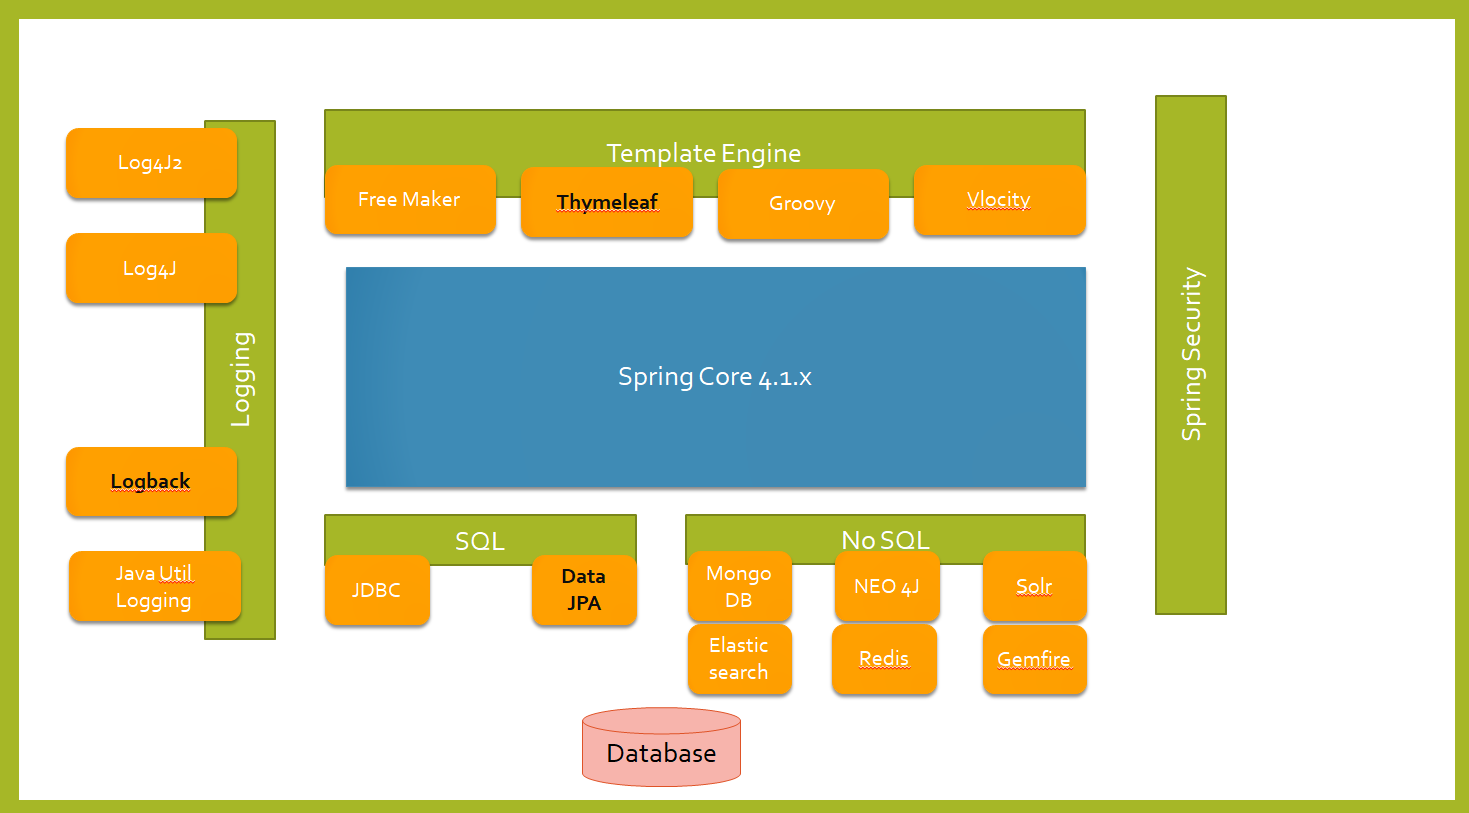 Template Engine
Free Maker
Thymeleaf
Groovy
Vlocity
Log4J2
Log4J
Logging
Logback
Java Util
Logging
Spring Core 4.1.x
Spring Security
SQL
JDBC
Data
JPA
No SQL
Mongo
DB
NEO 4J
Solr
Elastic
search
Redis
Gemfire
Database